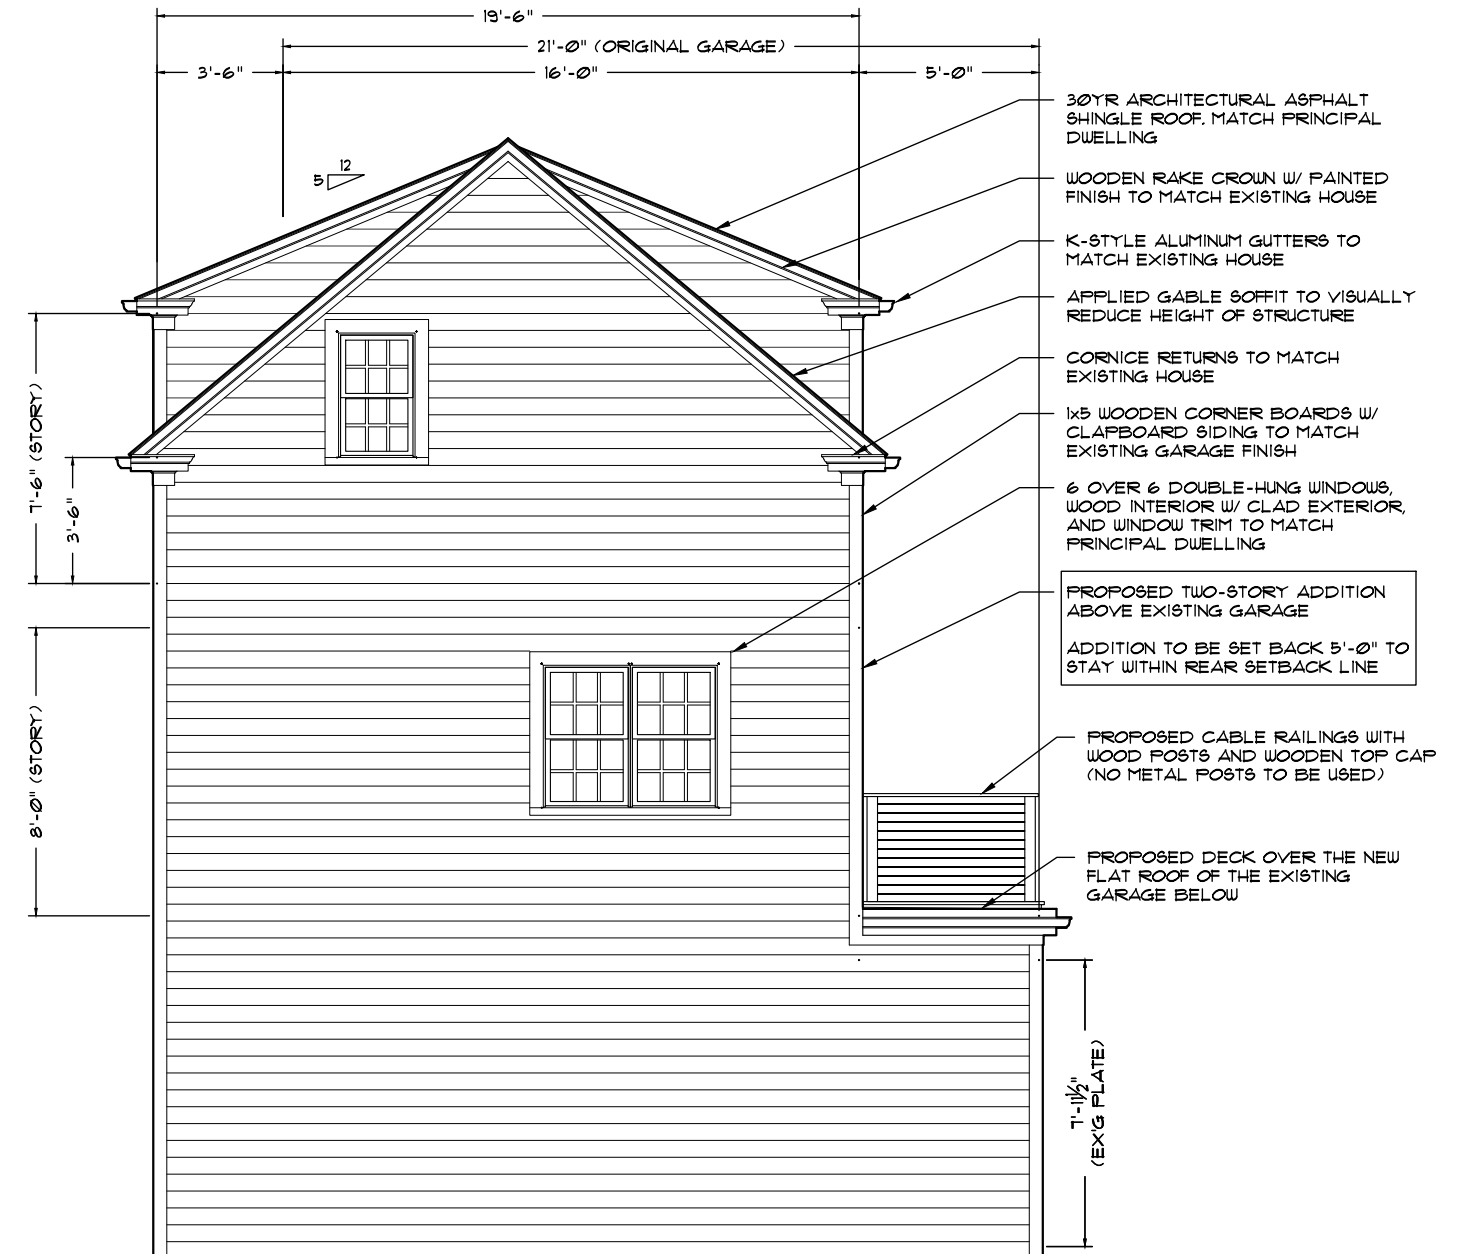 19'-6"
21'-0" (ORIGINAL GARAGE)
3'-6"
16'-0"
5'-0"
12
5
30YR ARCHITECTURAL ASPHALT
SHINGLE ROOF. MATCH PRINCIPAL
DWELLING
WOODEN RAKE CROWN W/ PAINTED
FINISH TO MATCH EXISTING HOUSE
K-STYLE ALUMINUM GUTTERS TO
MATCH EXISTING HOUSE
APPLIED GABLE SOFFIT TO VISUALLY
REDUCE HEIGHT OF STRUCTURE
CORNICE RETURNS TO MATCH
EXISTING HOUSE
1x5 WOODEN CORNER BOARDS W/
CLAPBOARD SIDING TO MATCH
EXISTING GARAGE FINISH
6 OVER 6 DOUBLE-HUNG WINDOWS,
WOOD INTERIOR W/ CLAD EXTERIOR,
AND WINDOW TRIM TO MATCH
PRINCIPAL DWELLING
PROPOSED TWO-STORY ADDITION
ABOVE EXISTING GARAGE
ADDITION TO BE SET BACK 5'-0" TO
STAY WITHIN REAR SETBACK LINE
PROPOSED CABLE RAILINGS WITH
WOOD POSTS AND WOODEN TOP CAP
(NO METAL POSTS TO BE USED)
PROPOSED DECK OVER THE NEW
FLAT ROOF OF THE EXISTING
GARAGE BELOW
7'-6" (STORY)
3'-6"
8'-0" (STORY)
7'-11½"
(EX'G PLATE)